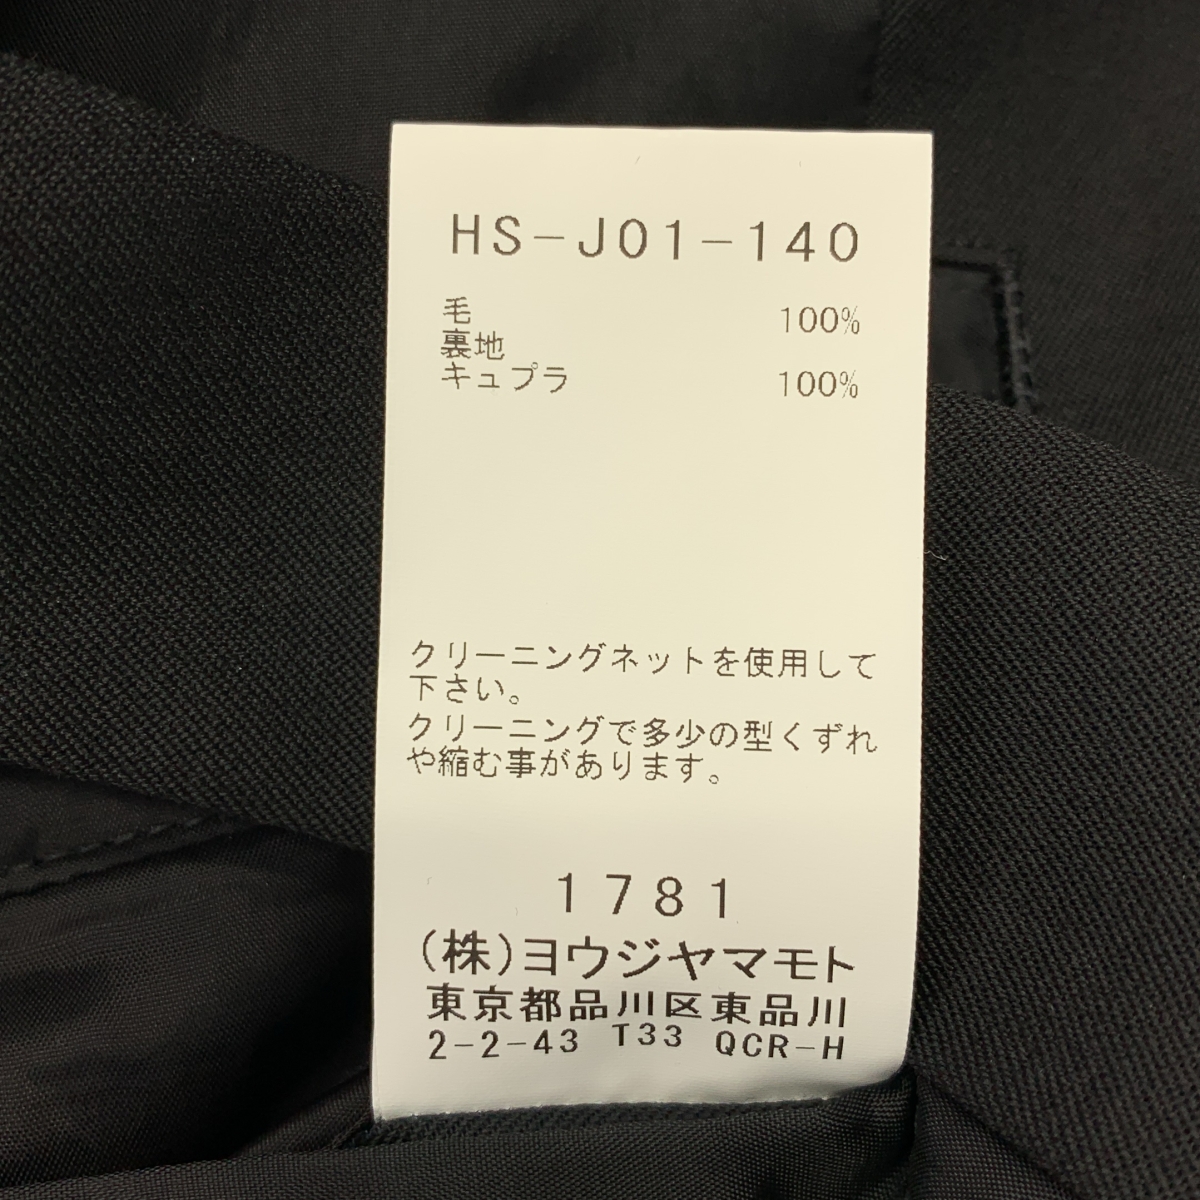 HS-J01-140
毛 100%
裏地
キュプラ 100%
クリーニングネットを使用して
下さい。
クリーニングで多少の型くずれ
や縮む事があります。
1781
(株)ヨウジヤマモト
東京都品川区東品川
2-2-43 T33 QCR-H